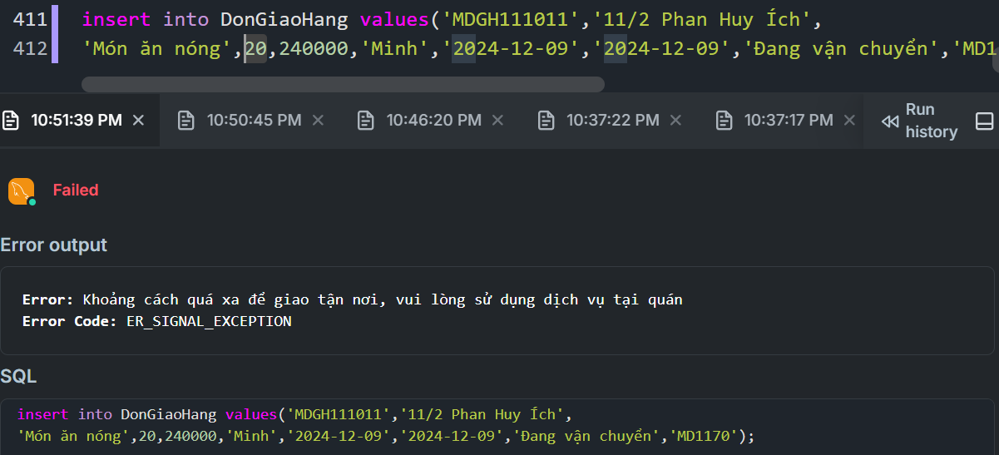 411 insert into DonGiaoHang values('MDGH111011','11/2 Phan Huy Ích',
412 'Món ăn nóng',20,240000,'Minh','2024-12-09','2024-12-09','Đang vận chuyển','MD1
10:51:39 PM × 10:50:45 PM × 10:46:20 PM × 10:37:22 PM × 10:37:17 PM × Run
history
Failed
Error output
Error: Khoảng cách quá xa để giao tận nơi, vui lòng sử dụng dịch vụ tại quán
Error Code: ER_SIGNAL_EXCEPTION
SQL
insert into DonGiaoHang values('MDGH111011','11/2 Phan Huy Ích',
'Món ăn nóng',20,240000,'Minh','2024-12-09','2024-12-09','Đang vận chuyển','MD1170');